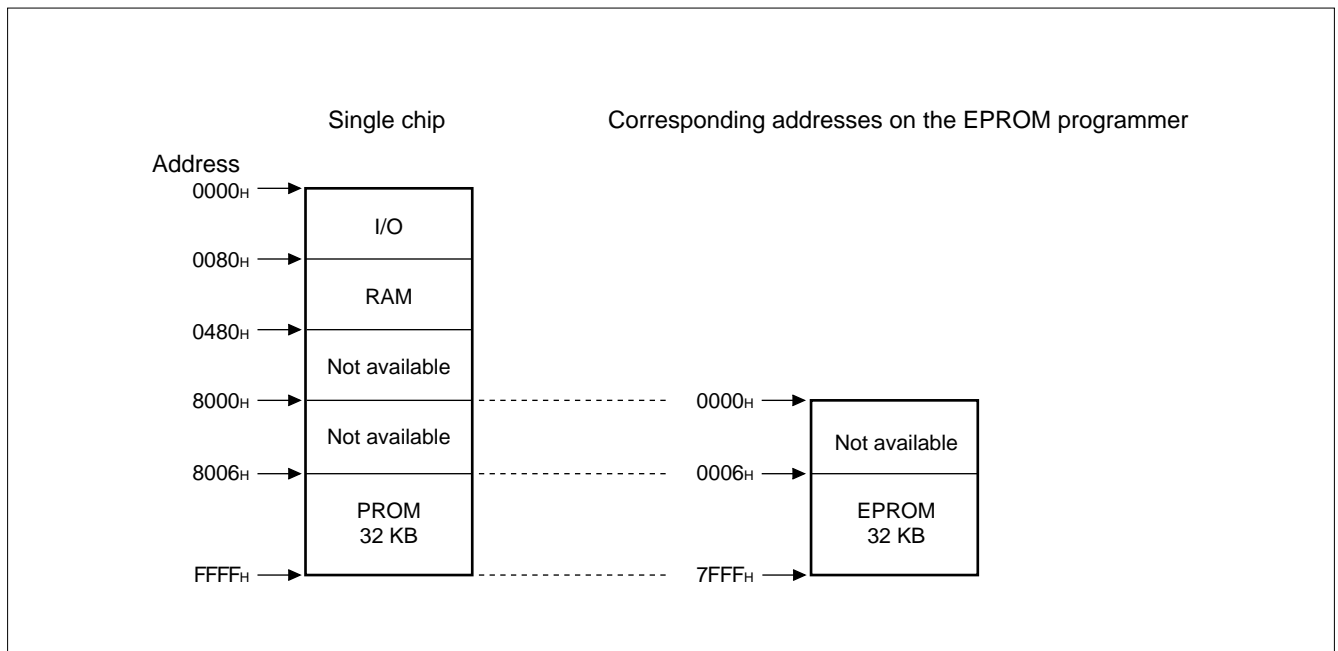 Single chip
Corresponding addresses on the EPROM programmer
Address
0000H
I/O
0080H
RAM
0480H
Not available
8000H
0000H
Not available
Not available
8006H
0006H
PROM
32 KB
EPROM
32 KB
FFFFH
7FFFH